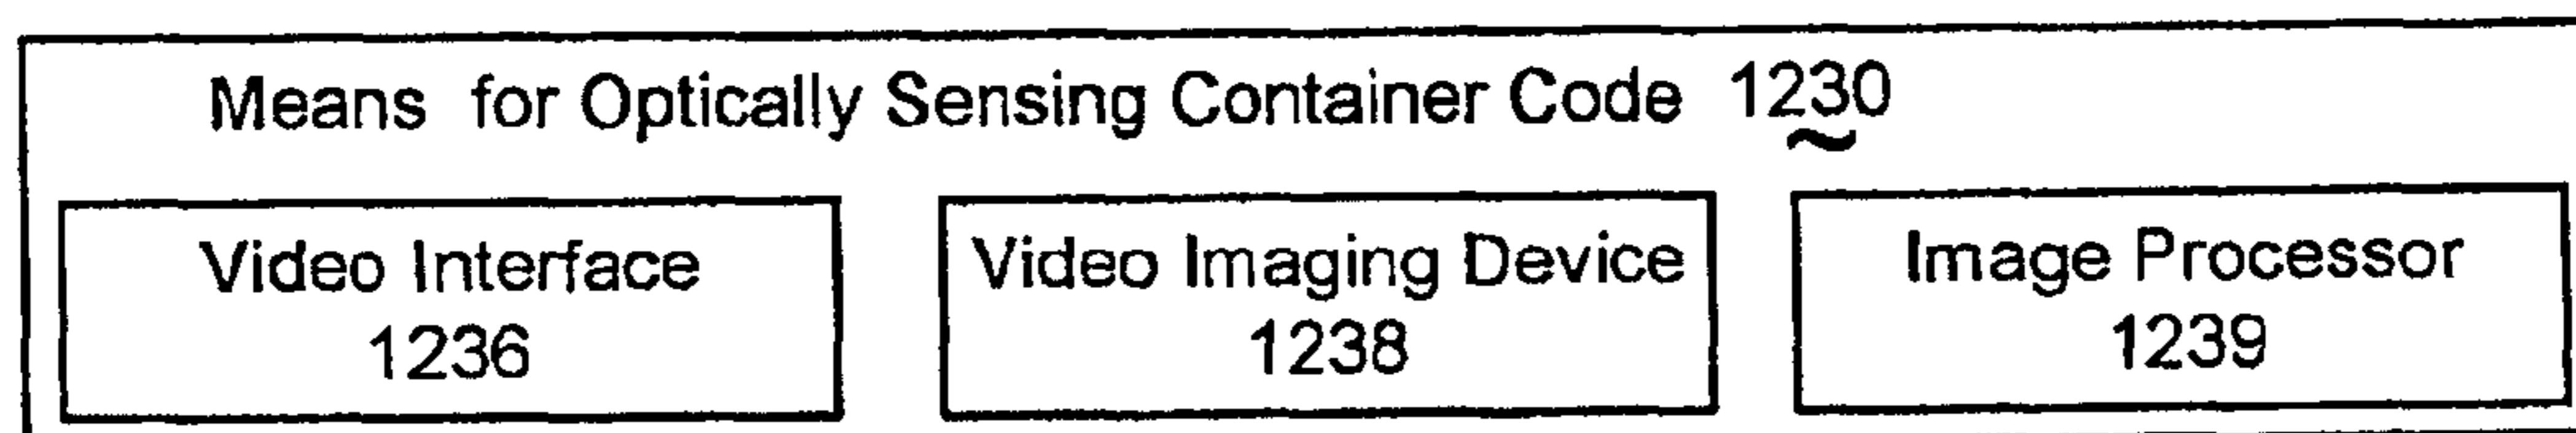 Means for Optically Sensing Container Code 1230
Video Interface
1236
Video Imaging Device
1238
Image Processor
1239